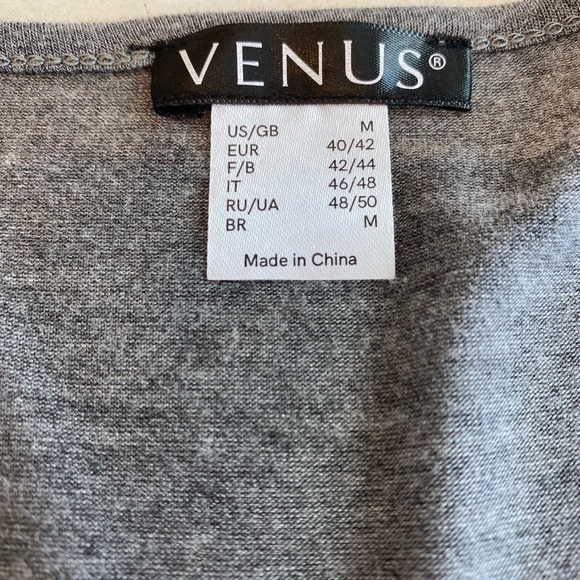 VENUS®
US/GB M
EUR 40/42
F/B 42/44
IT 46/48
RU/UA 48/50
BR M
Made in China